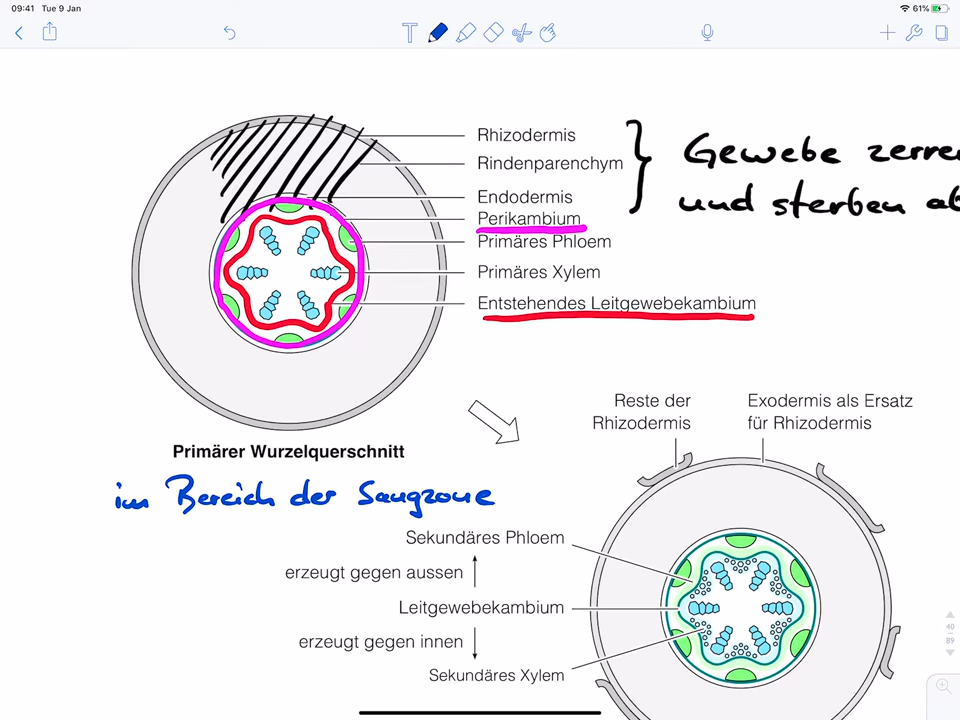 09:41 Tue 9 Jan
61%
T
Rhizodermis
Rindenparenchym
Endodermis
Perikambium
Primäres Phloem
Primäres Xylem
Entstehendes Leitgewebekambium
Gewebe
und sterben
Primärer Wurzelquerschnitt
im Bereich der Saugzone
Reste der
Rhizodermis
Exodermis als Ersatz
für Rhizodermis
Sekundäres Phloem
erzeugt gegen aussen
Leitgewebekambium
erzeugt gegen innen
Sekundäres Xylem
40
89